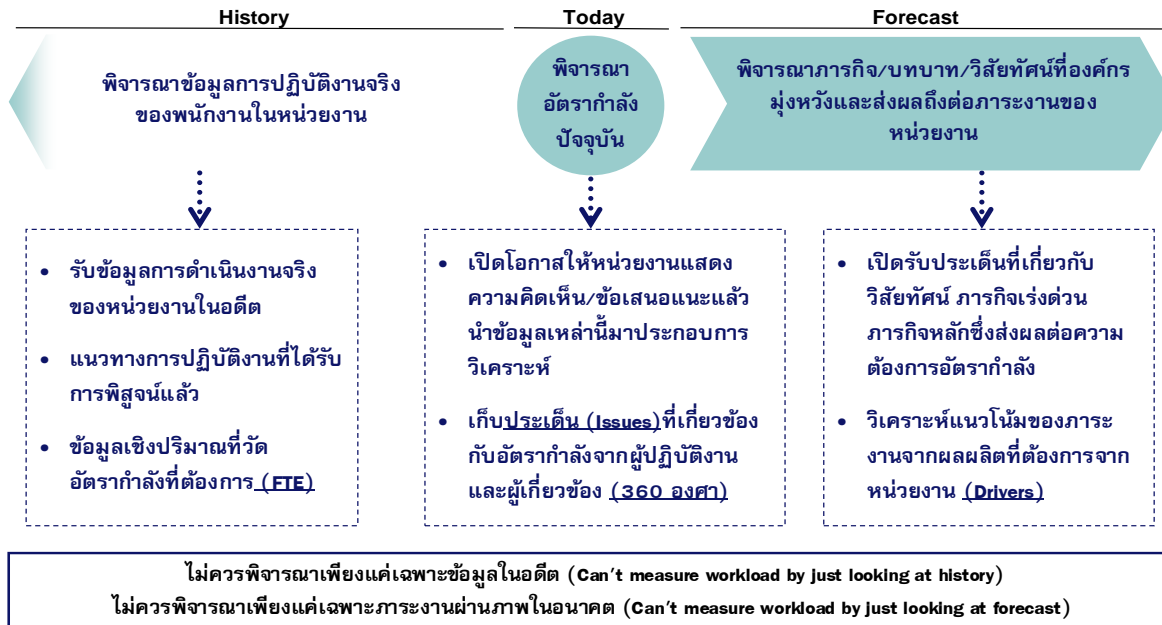 History
พิจารณาข้อมูลการปฏิบัติงานจริง
ของพนักงานในหน่วยงาน
• รับข้อมูลการดำเนินงานจริง
ของหน่วยงานในอดีต
• แนวทางการปฏิบัติงานที่ได้รับ
การพิสูจน์แล้ว
• ข้อมูลเชิงปริมาณที่วัด
อัตรากำลังที่ต้องการ (FTE)
Today
พิจารณา
อัตรากำลัง
ปัจจุบัน
• เปิดโอกาสให้หน่วยงานแสดง
ความคิดเห็น/ข้อเสนอแนะแล้ว
นำข้อมูลเหล่านี้มาประกอบการ
วิเคราะห์
• เก็บประเด็น (Issues)ที่เกี่ยวข้อง
กับอัตรากำลังจากผู้ปฏิบัติงาน
และผู้เกี่ยวข้อง (360 องศา)
Forecast
พิจารณาภารกิจ/บทบาท/วิสัยทัศน์ที่องค์กร
มุ่งหวังและส่งผลถึงต่อภาระงานของ
หน่วยงาน
• เปิดรับประเด็นที่เกี่ยวกับ
วิสัยทัศน์ ภารกิจเร่งด่วน
ภารกิจหลักซึ่งส่งผลต่อความ
ต้องการอัตรากำลัง
• วิเคราะห์แนวโน้มของภาระ
งานจากผลผลิตที่ต้องการจาก
หน่วยงาน (Drivers)
ไม่ควรพิจารณาเพียงแค่เฉพาะข้อมูลในอดีต (Can't measure workload by just looking at history)
ไม่ควรพิจารณาเพียงแค่เฉพาะภาระงานผ่านภาพในอนาคต (Can't measure workload by just looking at forecast)